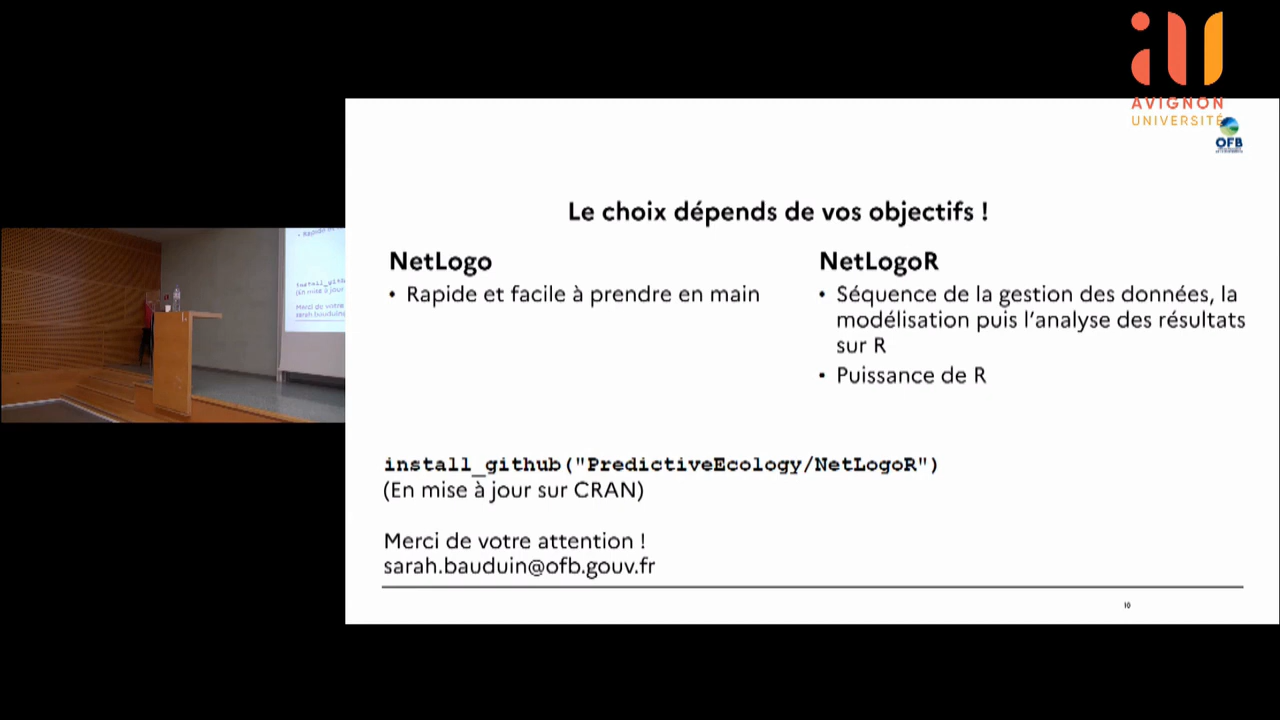 AVIGNON
UNIVERSITÉ
OFB
Le choix dépends de vos objectifs !
NetLogo
• Rapide et facile à prendre en main
NetLogoR
• Séquence de la gestion des données, la
modélisation puis l'analyse des résultats
sur R
• Puissance de R
install_github("PredictiveEcology/NetLogoR")
(En mise à jour sur CRAN)
Merci de votre attention !
sarah.bauduin@ofb.gouv.fr
10